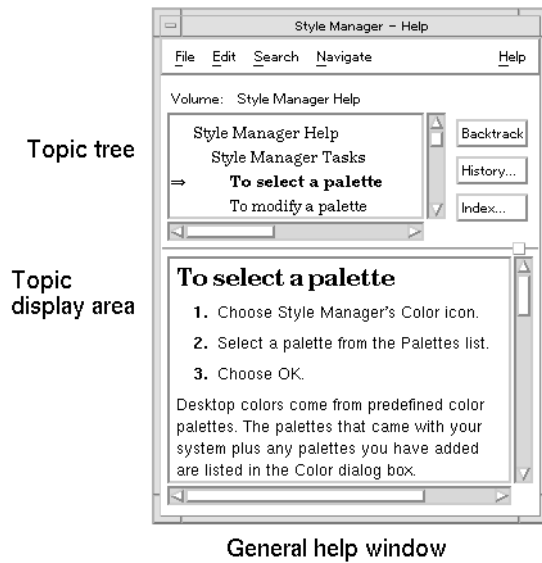 Style Manager - Help
File Edit Search Navigate Help
Volume: Style Manager Help
Topic tree
Style Manager Help
Style Manager Tasks
⇒ To select a palette
To modify a palette
Backtrack
History...
Index...
Topic
display area
To select a palette
1. Choose Style Manager's Color icon.
2. Select a palette from the Palettes list.
3. Choose OK.
Desktop colors come from predefined color
palettes. The palettes that came with your
system plus any palettes you have added
are listed in the Color dialog box.
General help window